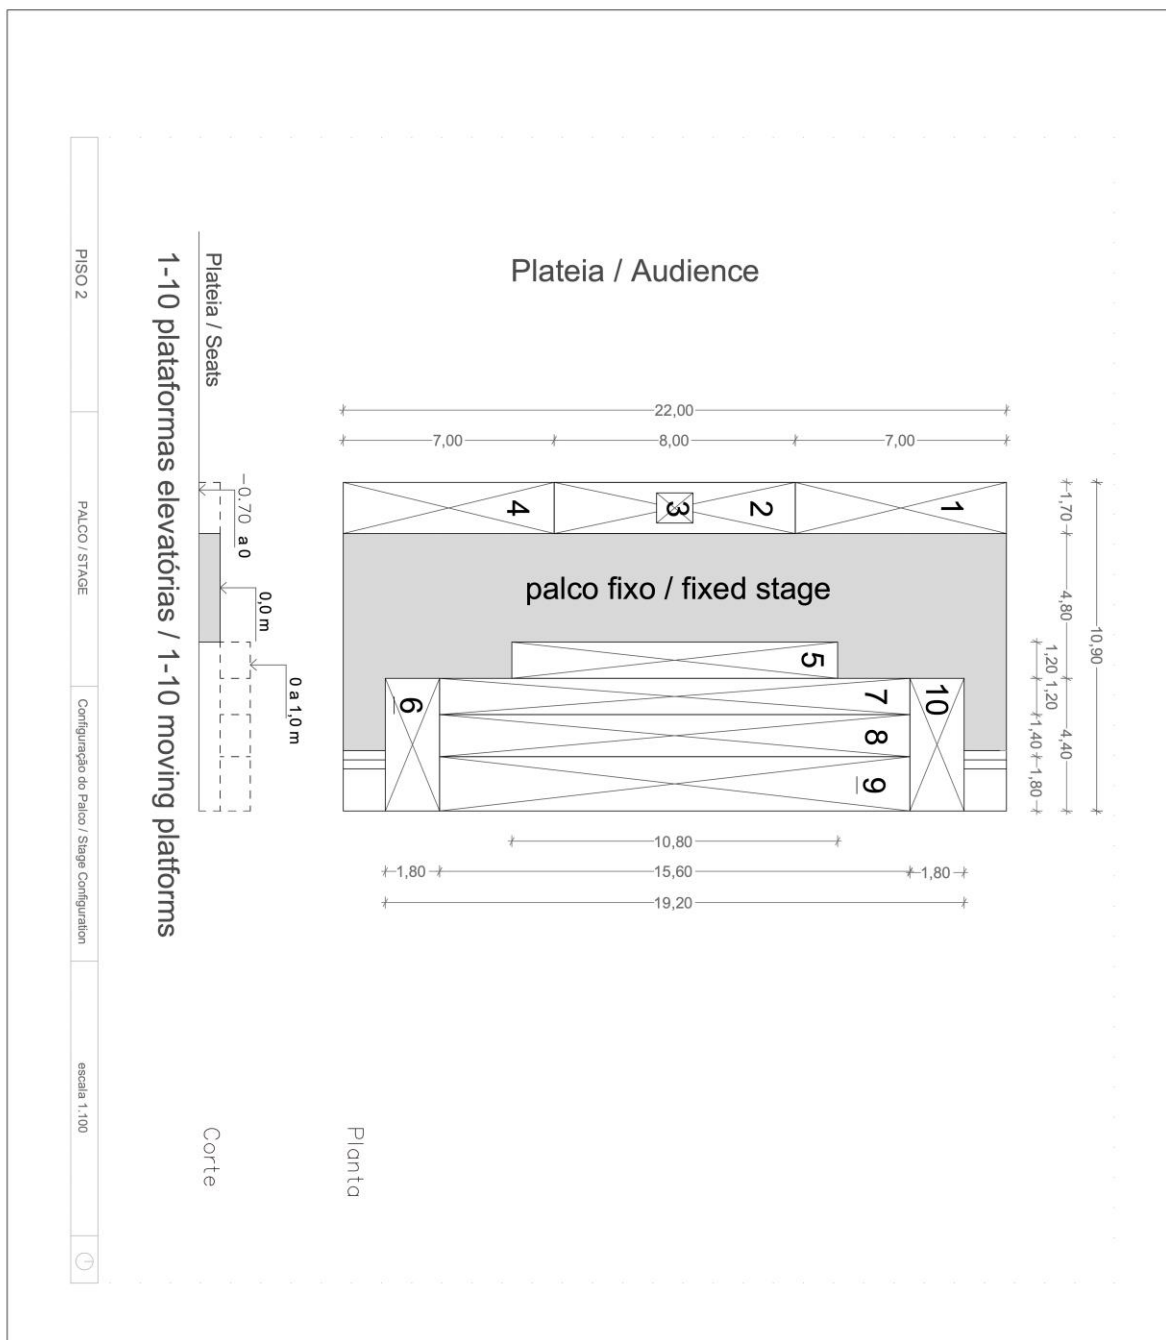 Plateia / Audience
22,00
7,00
8,00
7,00
4
3
2
1
palco fixo / fixed stage
5
6
7
8
9
10
1,70
4,80
4,40
10,90
1,20
1,20
1,40
1,80
10,80
1,80
15,60
1,80
19,20
Planta
Plateia / Seats
-0.70 a 0
0,0 m
0 a 1,0 m
Corte
1-10 plataformas elevatórias / 1-10 moving platforms
PISO 2
PALCO / STAGE
Configuração do Palco / Stage Configuration
escala 1.100